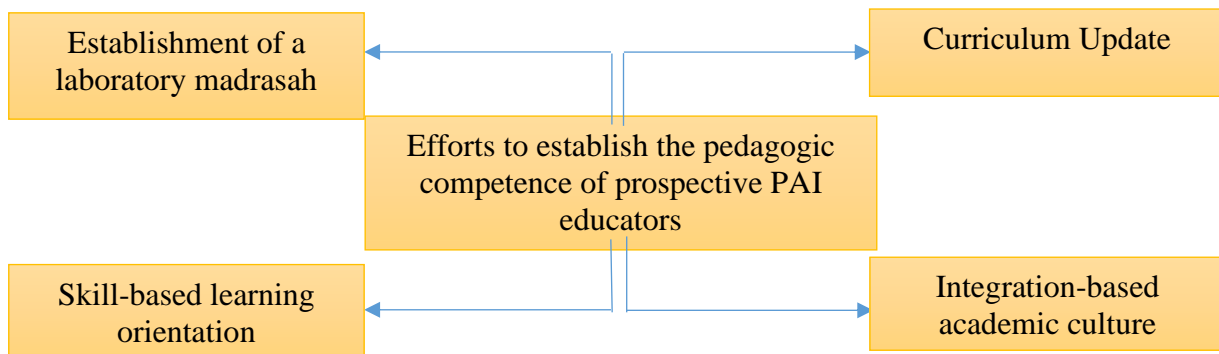 Establishment of a
laboratory madrasah
Curriculum Update
Efforts to establish the pedagogic
competence of prospective PAI
educators
Skill-based learning
orientation
Integration-based
academic culture